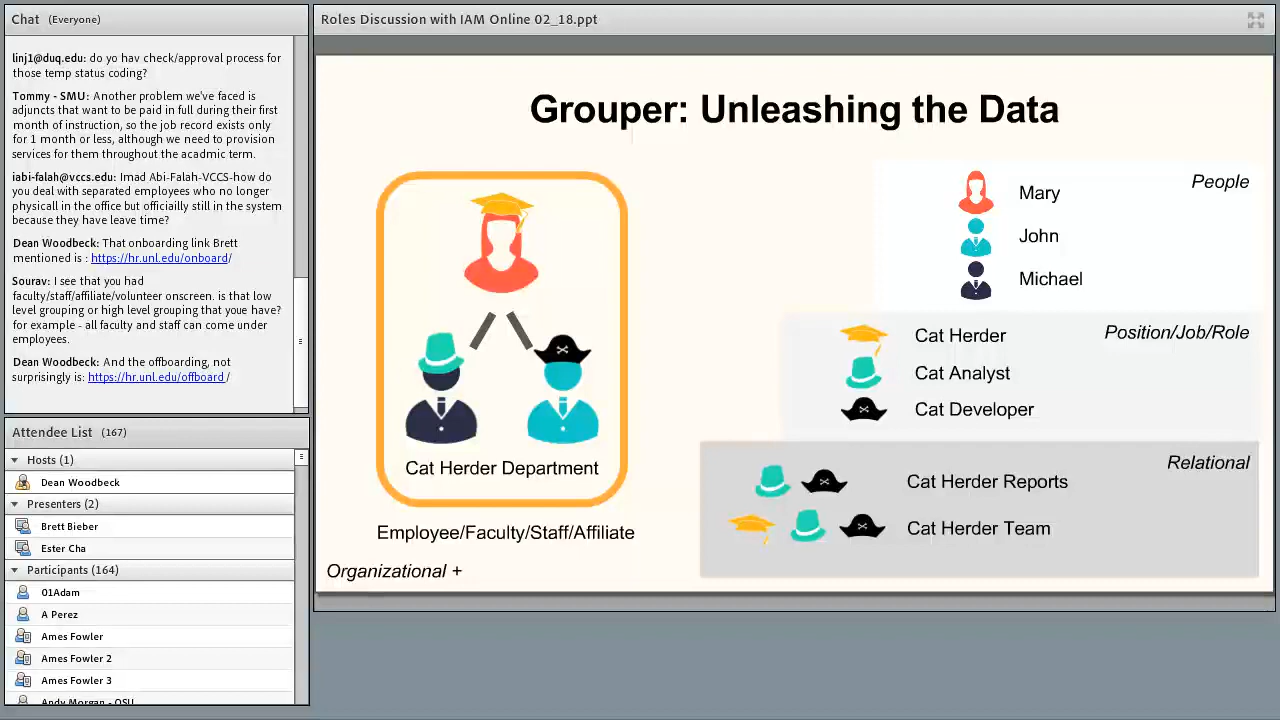 Chat (Everyone)
linj1@duq.edu: do yo hav check/approval process for
those temp status coding?
Tommy - SMU: Another problem we've faced is
adjuncts that want to be paid in full during their first
month of instruction, so the job record exists only
for 1 month or less, although we need to provision
services for them throughout the acadmic term.
iabi-falah@vccs.edu: Imad Abi-Falah-VCCS-how do
you deal with separated employees who no longer
physicall in the office but officially still in the system
because they have leave time?
Dean Woodbeck: That onboarding link Brett
mentioned is : https://hr.unl.edu/onboard/
Sourav: I see that you had
faculty/staff/affiliate/volunteer onscreen. is that low
level grouping or high level grouping that youe have?
for example - all faculty and staff can come under
employees.
Dean Woodbeck: And the offboarding, not
surprisingly is: https://hr.unl.edu/offboard /
Attendee List (167)
Hosts (1)
Dean Woodbeck
Presenters (2)
Brett Bieber
Ester Cha
Participants (164)
01Adam
A Perez
Ames Fowler
Ames Fowler 2
Ames Fowler 3
Andy Morgan - OSU
Roles Discussion with IAM Online 02_18.ppt
Grouper: Unleashing the Data
Cat Herder Department
Employee/Faculty/Staff/Affiliate
Organizational +
People
Mary
John
Michael
Position/Job/Role
Cat Herder
Cat Analyst
Cat Developer
Relational
Cat Herder Reports
Cat Herder Team